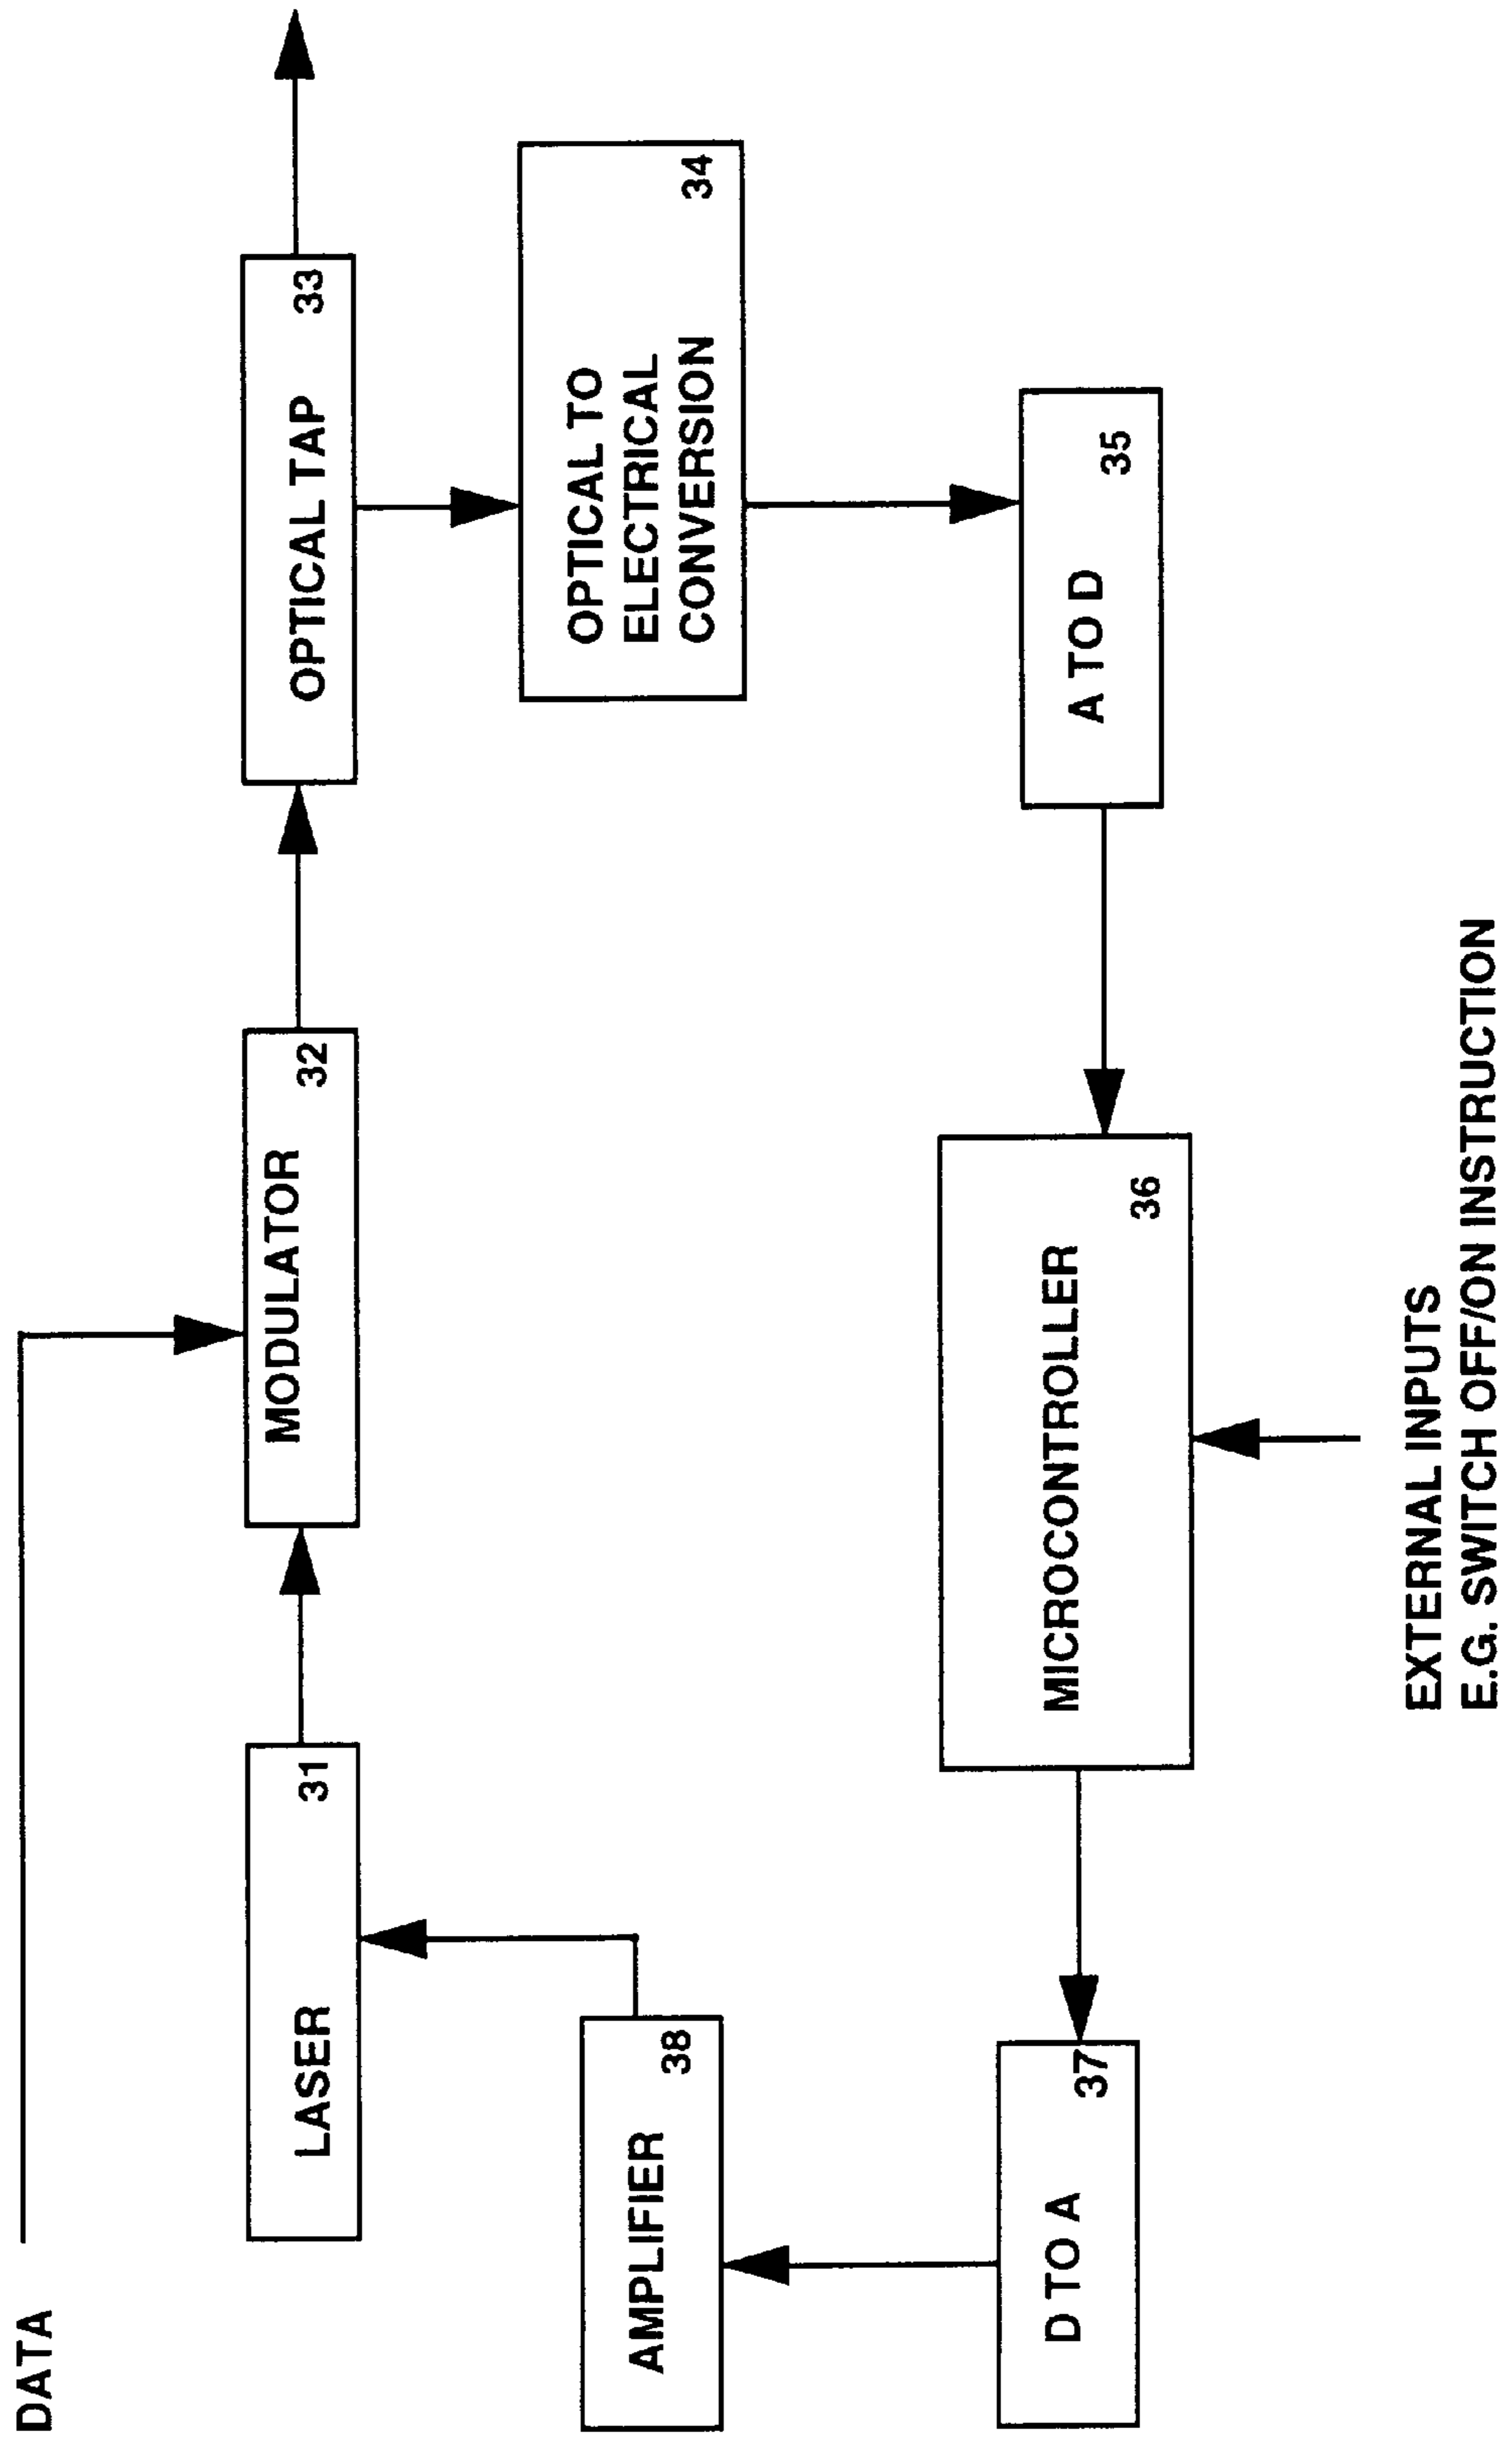 DATA
LASER 31
MODULATOR
32
OPTICAL TAP 33
AMPLIFIER
38
OPTICAL TO
ELECTRICAL
CONVERSION 34
D TO A
37
MICROCONTROLLER
36
A TO D
35
EXTERNAL INPUTS
E.G. SWITCH OFF/ON INSTRUCTION